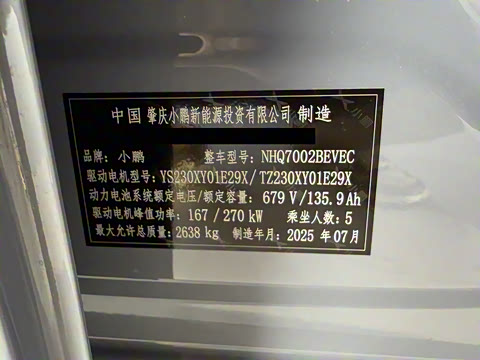 中国 肇庆小鹏新能源投资有限公司 制造
品牌：小鹏 整车型号：NHQ7002BEVEC
驱动电机型号：YS230XY01E29X/TZ230XY01E29X
动力电池系统额定电压/额定容量：679 V/135.9 Ah
驱动电机峰值功率：167/270 kW 乘坐人数：5
最大允许总质量：2638 kg 制造年月：2025 年 07 月